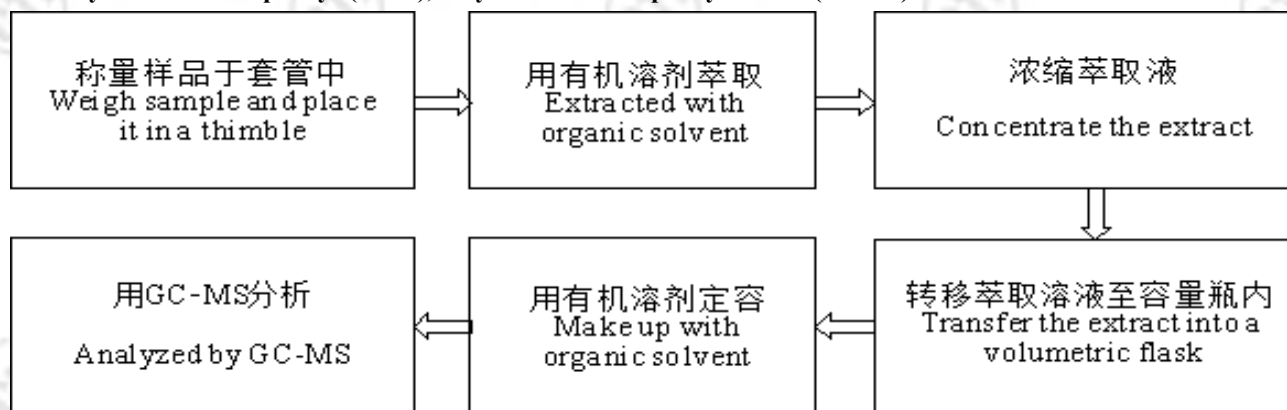 称量样品于套管中
Weigh sample and place
it in a thimble
用有机溶剂萃取
Extracted with
organic solvent
浓缩萃取液
Concentrate the extract
转移萃取溶液至容量瓶内
Transfer the extract into a
volumetric flask
用有机溶剂定容
Make up with
organic solvent
用GC-MS分析
Analyzed by GC-MS